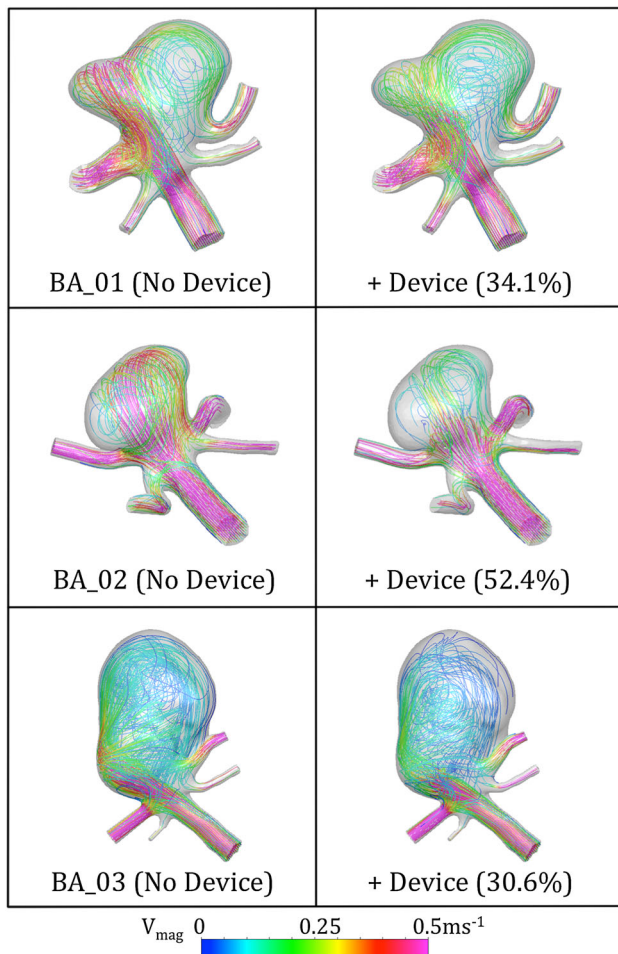 BA_01 (No Device)
+ Device (34.1%)
BA_02 (No Device)
+ Device (52.4%)
BA_03 (No Device)
+ Device (30.6%)
Vmag 0 0.25 0.5ms-1